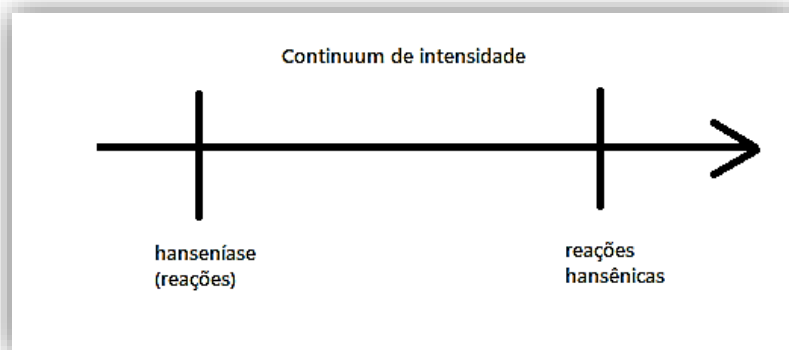 Continuum de intensidade
hanseníase
(reações)
reações
hansênicas